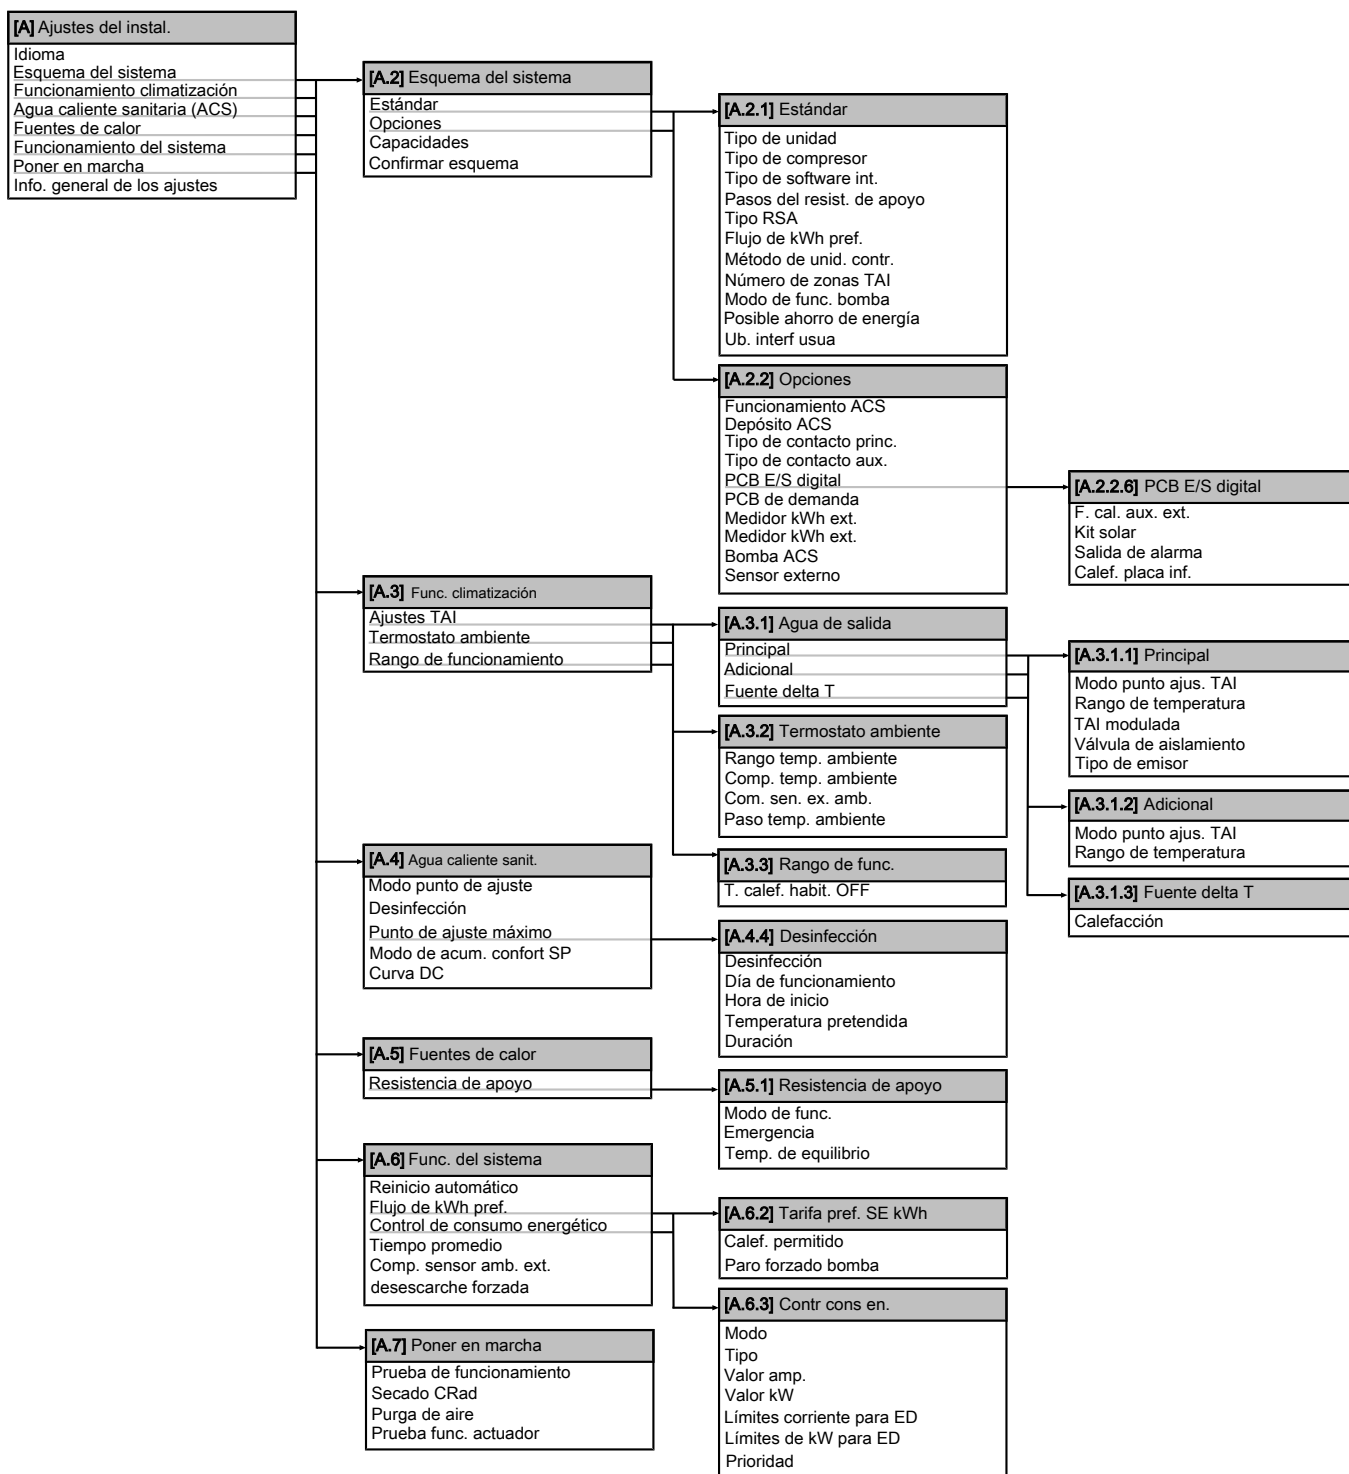 [A] Ajustes del instal.
Idioma
Esquema del sistema
Funcionamiento climatización
Agua caliente sanitaria (ACS)
Fuentes de calor
Funcionamiento del sistema
Poner en marcha
Info. general de los ajustes
[A.2] Esquema del sistema
Estándar
Opciones
Capacidades
Confirmar esquema
[A.2.1] Estándar
Tipo de unidad
Tipo de compresor
Tipo de software int.
Pasos del resist. de apoyo
Tipo RSA
Flujo de kWh pref.
Método de unid. contr.
Número de zonas TAI
Modo de func. bomba
Posible ahorro de energía
Ub. interf usua
[A.2.2] Opciones
Funcionamiento ACS
Depósito ACS
Tipo de contacto princ.
Tipo de contacto aux.
PCB E/S digital
PCB de demanda
Medidor kWh ext.
Medidor kWh ext.
Bomba ACS
Sensor externo
[A.2.2.6] PCB E/S digital
F. cal. aux. ext.
Kit solar
Salida de alarma
Calef. placa inf.
[A.3] Func. climatización
Ajustes TAI
Termostato ambiente
Rango de funcionamiento
[A.3.1] Agua de salida
Principal
Adicional
Fuente delta T
[A.3.1.1] Principal
Modo punto ajus. TAI
Rango de temperatura
TAI modulada
Válvula de aislamiento
Tipo de emisor
[A.3.1.2] Adicional
Modo punto ajus. TAI
Rango de temperatura
[A.3.1.3] Fuente delta T
Calefacción
[A.3.2] Termostato ambiente
Rango temp. ambiente
Comp. temp. ambiente
Com. sen. ex. amb.
Paso temp. ambiente
[A.3.3] Rango de func.
T. calef. habit. OFF
[A.4] Agua caliente sanit.
Modo punto de ajuste
Desinfección
Punto de ajuste máximo
Modo de acum. confort SP
Curva DC
[A.4.4] Desinfección
Desinfección
Día de funcionamiento
Hora de inicio
Temperatura pretendida
Duración
[A.5] Fuentes de calor
Resistencia de apoyo
[A.5.1] Resistencia de apoyo
Modo de func.
Emergencia
Temp. de equilibrio
[A.6] Func. del sistema
Reinicio automático
Flujo de kWh pref.
Control de consumo energético
Tiempo promedio
Comp. sensor amb. ext.
desescarche forzada
[A.6.2] Tarifa pref. SE kWh
Calef. permitido
Paro forzado bomba
[A.6.3] Contr cons en.
Modo
Tipo
Valor amp.
Valor kW
Límites corriente para ED
Límites de kW para ED
Prioridad
[A.7] Poner en marcha
Prueba de funcionamiento
Secado CRad
Purga de aire
Prueba func. actuador